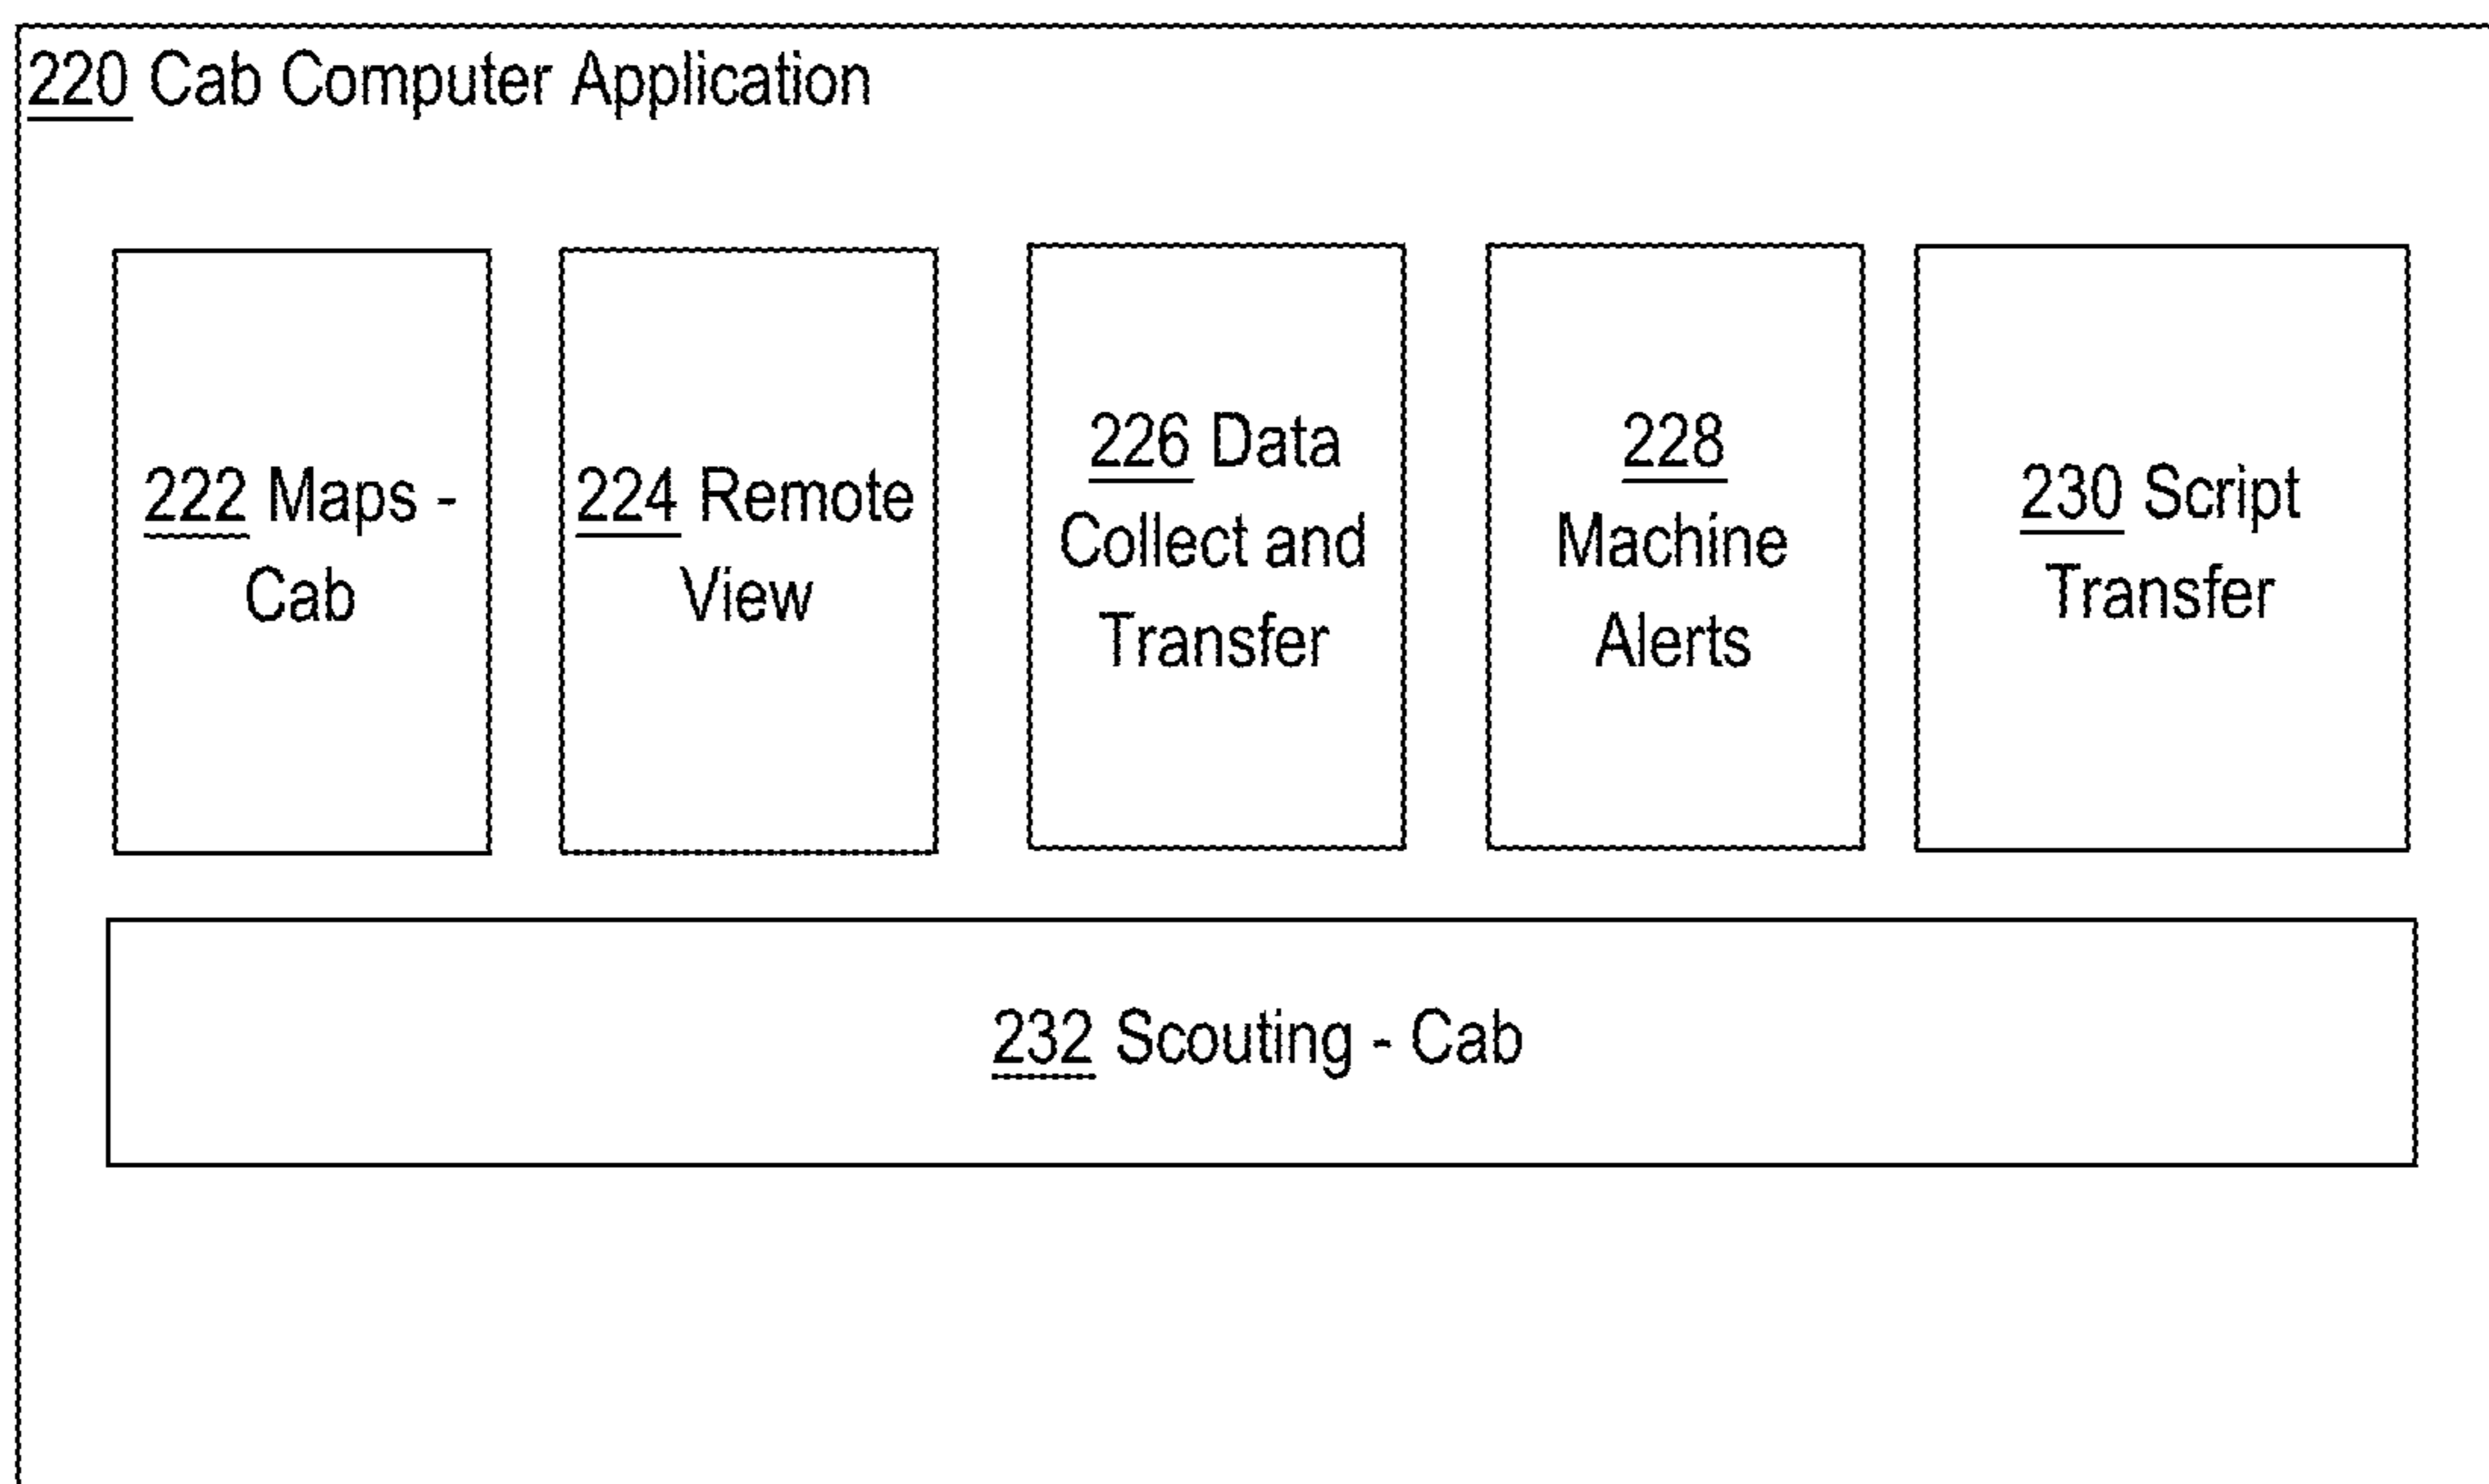 220 Cab Computer Application
222 Maps -
Cab
224 Remote
View
226 Data
Collect and
Transfer
228
Machine
Alerts
230 Script
Transfer
232 Scouting - Cab